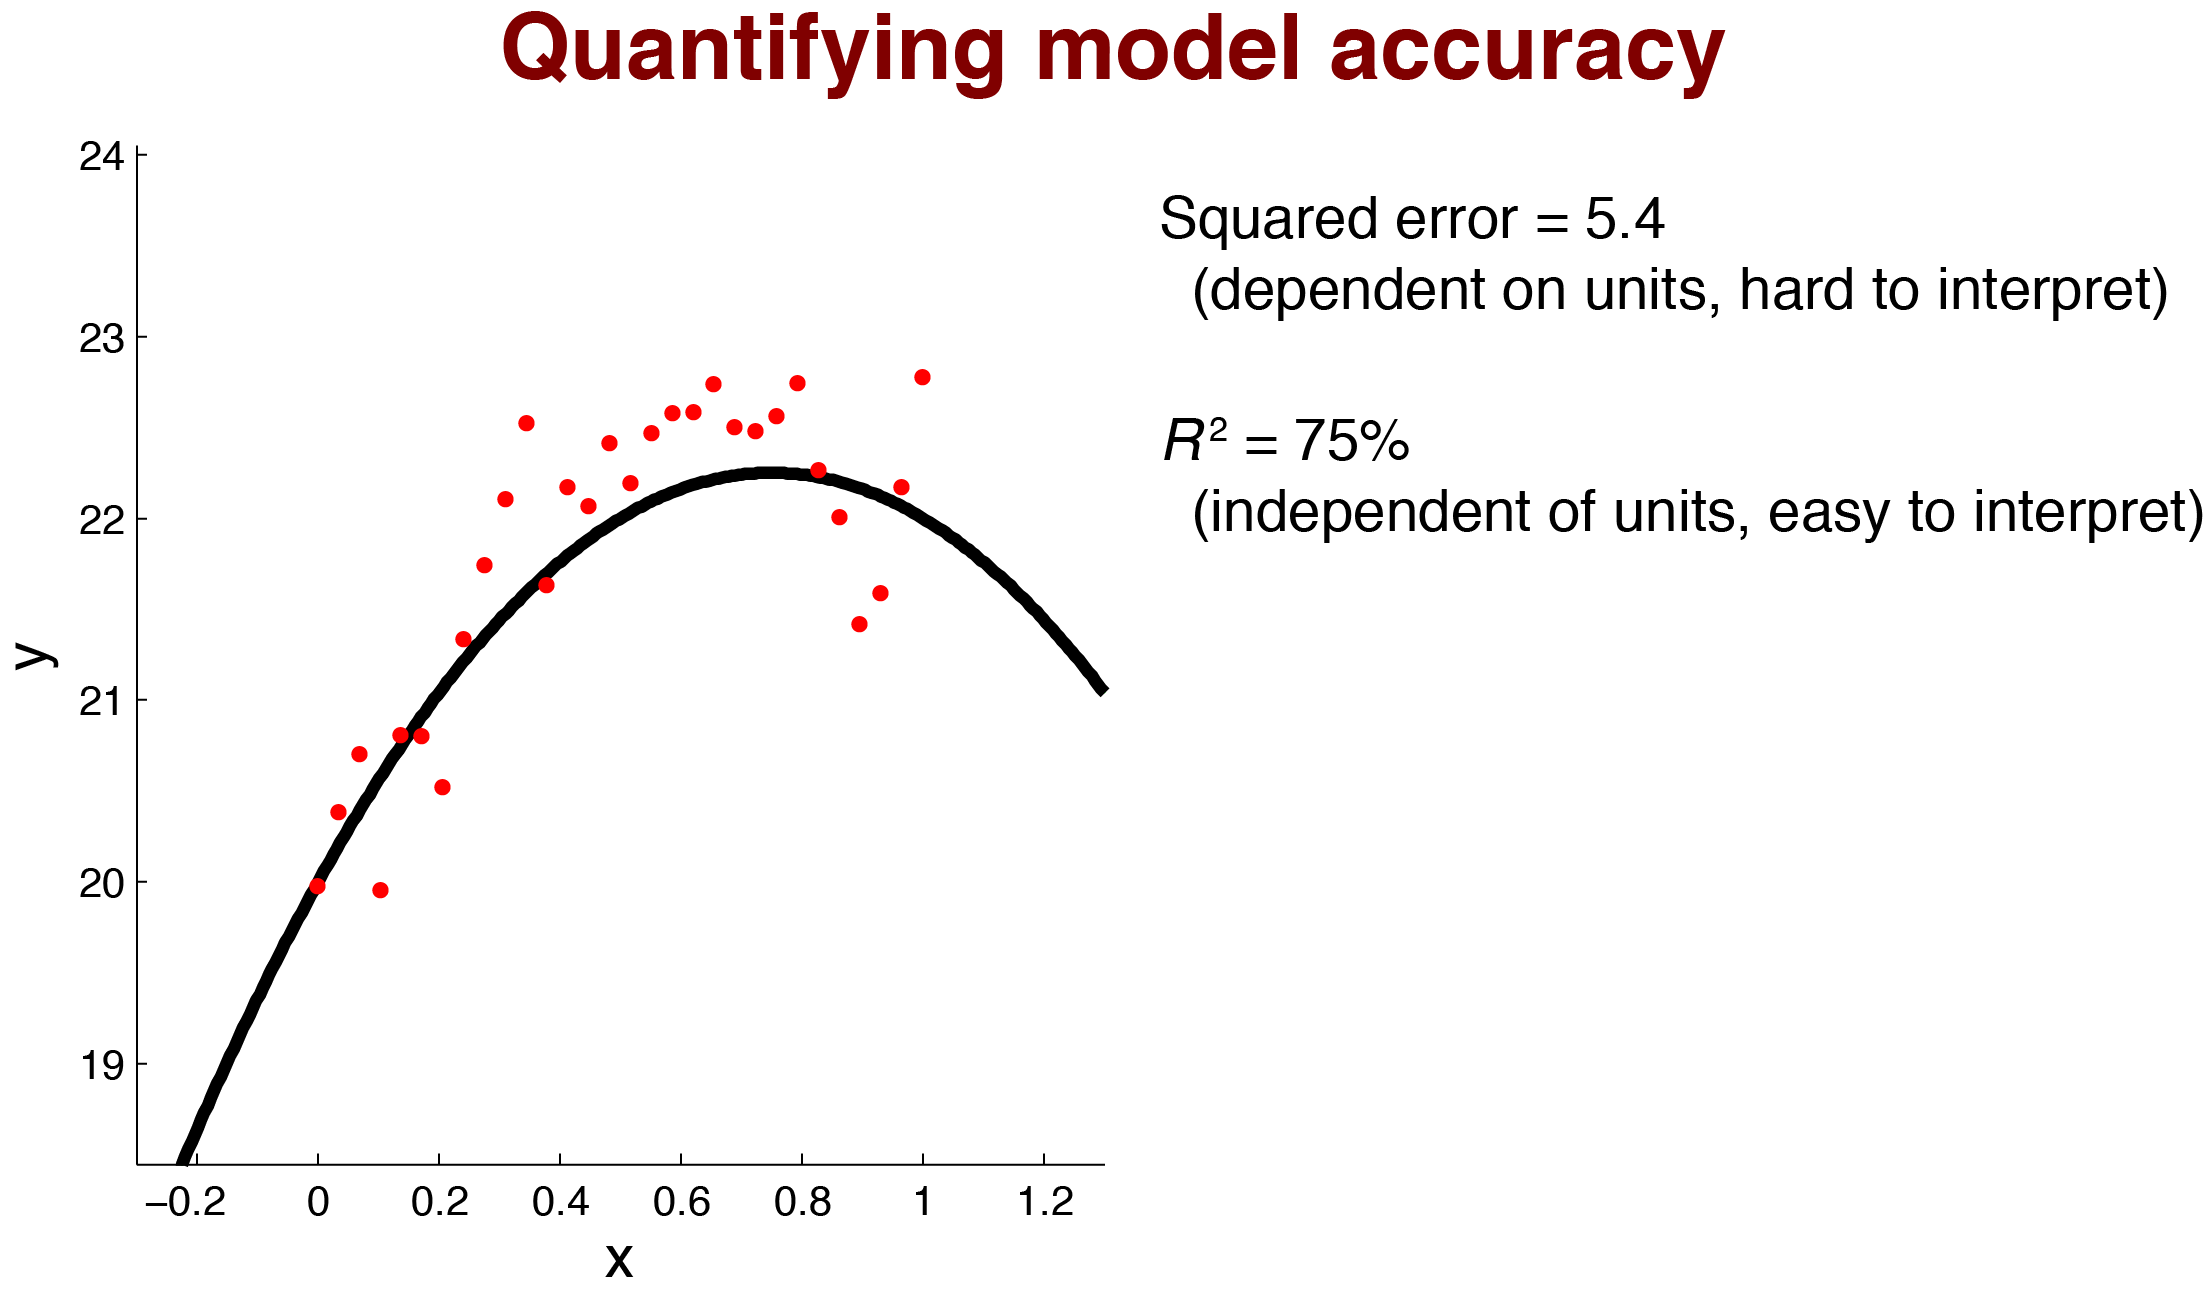 Quantifying model accuracy
24
23
22
21
20
19
y
−0.2 0 0.2 0.4 0.6 0.8 1 1.2
x
Squared error = 5.4
(dependent on units, hard to interpret)
R² = 75%
(independent of units, easy to interpret)